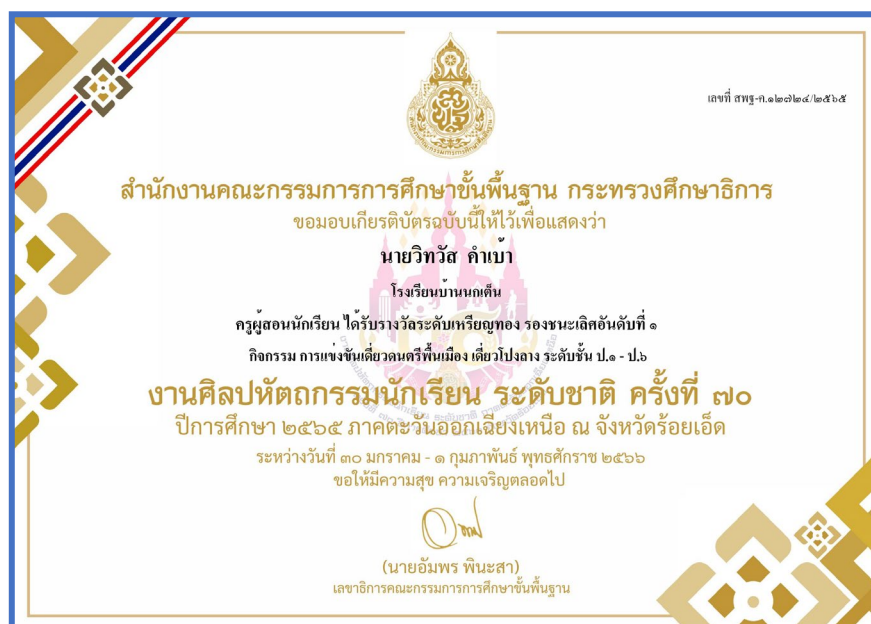 เลขที่ สพฐ-ค.๑๒๗๒๔/๒๕๖๕
สำนักงานคณะกรรมการการศึกษาขั้นพื้นฐาน กระทรวงศึกษาธิการ
ขอมอบเกียรติบัตรฉบับนี้ให้ไว้เพื่อแสดงว่า
นายวิทวัส คำเบ้า
โรงเรียนบ้านนกเต็น
ครูผู้สอนนักเรียน ได้รับรางวัลระดับเหรียญทอง รองชนะเลิศอันดับที่ ๑
กิจกรรม การแข่งขันเดี่ยวดนตรีพื้นเมือง เดี่ยวโปงลาง ระดับชั้น ป.๑ - ป.๖
งานศิลปหัตถกรรมนักเรียน ระดับชาติ ครั้งที่ ๗๐
ปีการศึกษา ๒๕๖๕ ภาคตะวันออกเฉียงเหนือ ณ จังหวัดร้อยเอ็ด
ระหว่างวันที่ ๓๐ มกราคม - ๑ กุมภาพันธ์ พุทธศักราช ๒๕๖๖
ขอให้มีความสุข ความเจริญตลอดไป
(นายอัมพร พินะสา)
เลขาธิการคณะกรรมการการศึกษาขั้นพื้นฐาน